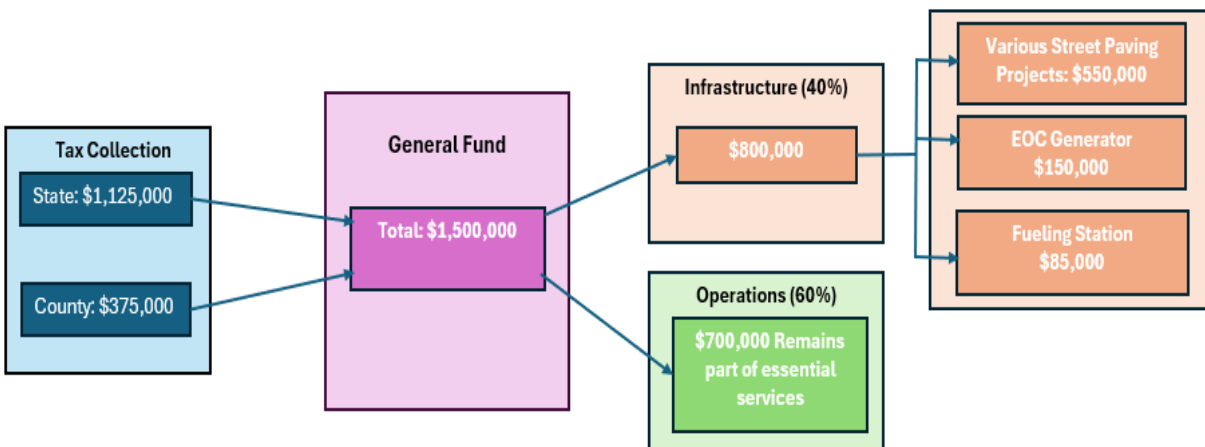 Tax Collection
State: $1,125,000
County: $375,000
General Fund
Total: $1,500,000
Infrastructure (40%)
$800,000
Operations (60%)
$700,000 Remains
part of essential
services
Various Street Paving
Projects: $550,000
EOC Generator
$150,000
Fueling Station
$85,000